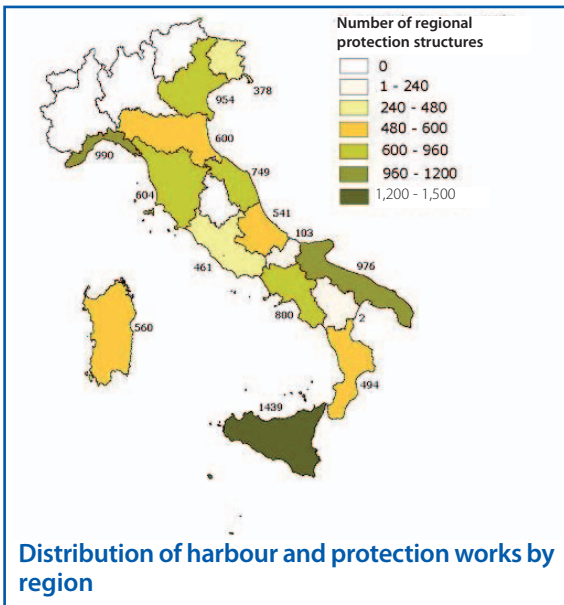 Number of regional
protection structures
0
1 - 240
240 - 480
480 - 600
600 - 960
960 - 1200
1,200 - 1,500
378
954
600
990
749
604
541
103
976
461
800
2
560
494
1439
Distribution of harbour and protection works by
region